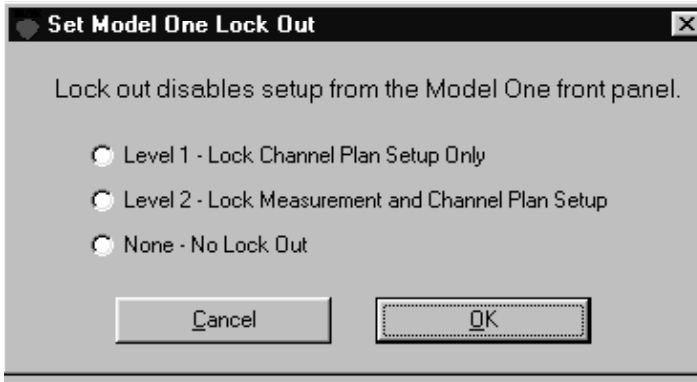 Set Model One Lock Out
Lock out disables setup from the Model One front panel.
Level 1 - Lock Channel Plan Setup Only
Level 2 - Lock Measurement and Channel Plan Setup
None - No Lock Out
Cancel OK